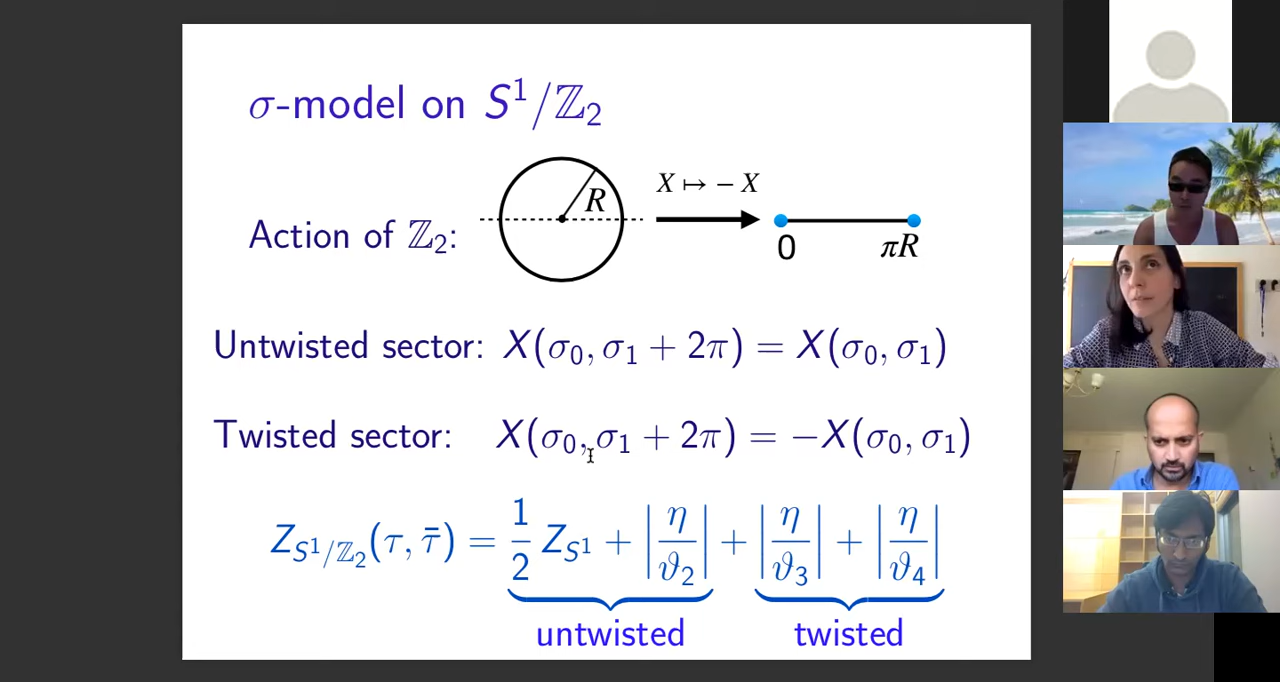 σ-model on S¹/ℤ₂
X ↦ − X
R
Action of ℤ₂:
0
πR
Untwisted sector: X(σ₀, σ₁ + 2π) = X(σ₀, σ₁)
Twisted sector: X(σ₀, σ₁ + 2π) = −X(σ₀, σ₁)
Z_{S¹/ℤ₂}(τ, τ̄) = 1/2 Z_{S¹} + |η/ϑ₂| + |η/ϑ₃| + |η/ϑ₄|
untwisted
twisted